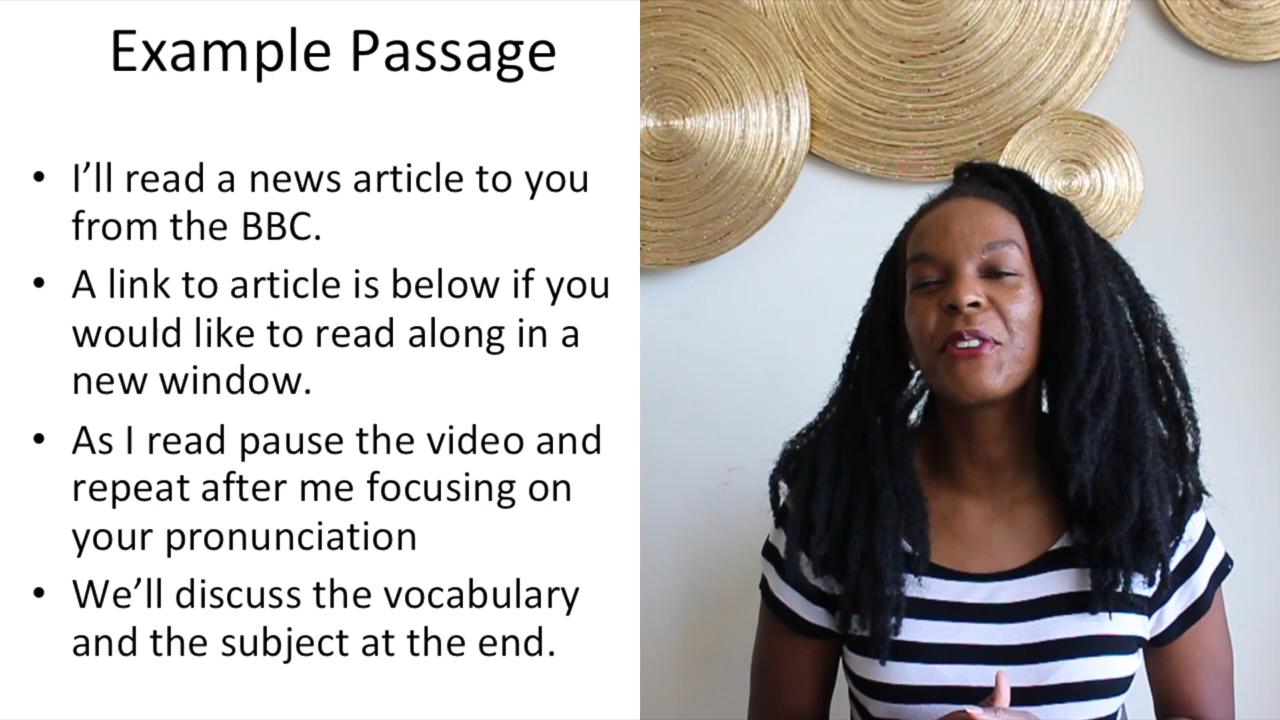 Example Passage
• I’ll read a news article to you
from the BBC.
• A link to article is below if you
would like to read along in a
new window.
• As I read pause the video and
repeat after me focusing on
your pronunciation
• We’ll discuss the vocabulary
and the subject at the end.